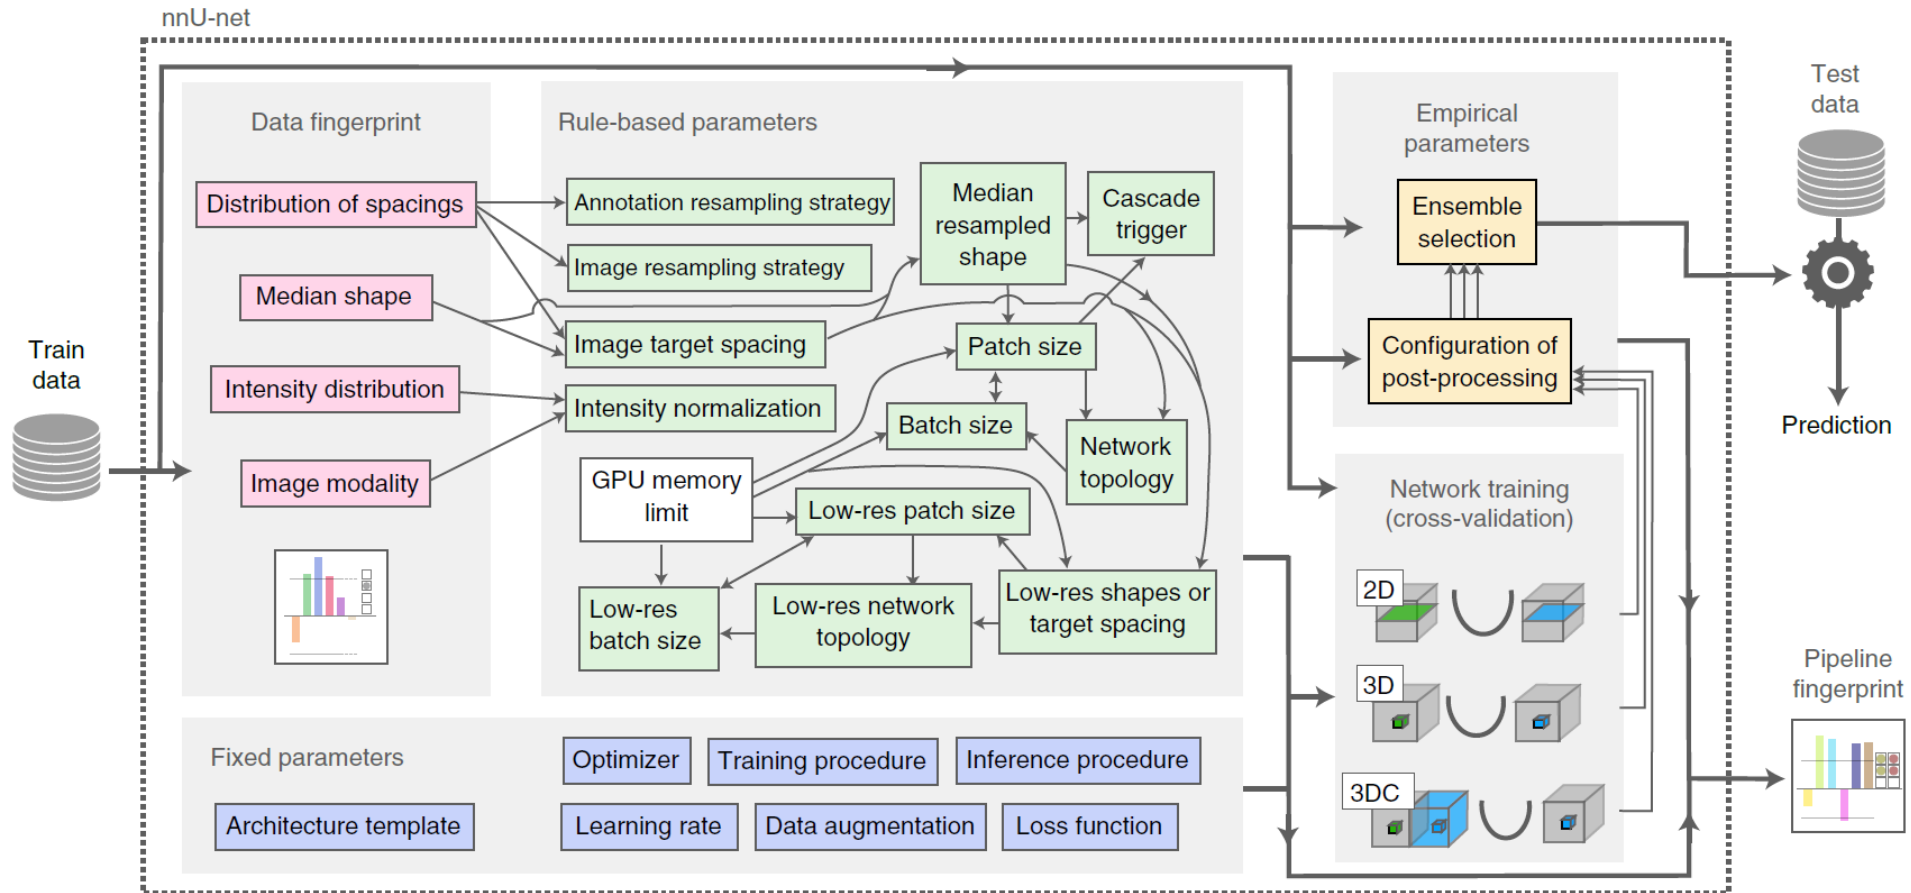 nnU-net
Train
data
Data fingerprint
Distribution of spacings
Median shape
Intensity distribution
Image modality
Rule-based parameters
Annotation resampling strategy
Image resampling strategy
Image target spacing
Intensity normalization
Median
resampled
shape
Cascade
trigger
Patch size
Batch size
Network
topology
GPU memory
limit
Low-res patch size
Low-res
batch size
Low-res network
topology
Low-res shapes or
target spacing
Fixed parameters
Optimizer
Training procedure
Inference procedure
Architecture template
Learning rate
Data augmentation
Loss function
Empirical
parameters
Ensemble
selection
Configuration of
post-processing
Network training
(cross-validation)
2D
3D
3DC
Test
data
Prediction
Pipeline
fingerprint